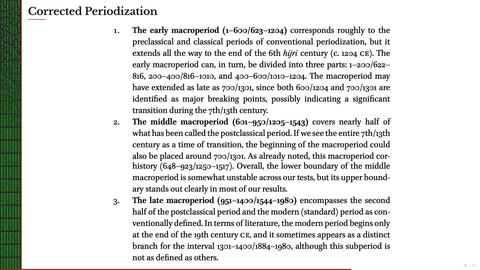 Corrected Periodization
1. The early macroperiod (1–600/623–1204) corresponds roughly to the
preclassical and classical periods of conventional periodization, but it
extends all the way to the end of the 6th hijrī century (c. 1204 CE). The
early macroperiod can, in turn, be divided into three parts: 1–200/622–
816, 200–400/816–1010, and 400–600/1010–1204. The macroperiod may
have extended as late as 700/1301, since both 600/1204 and 700/1301 are
identified as major breaking points, possibly indicating a significant
transition during the 7th/13th century.
2. The middle macroperiod (601–950/1205–1543) covers nearly half of
what has been called the postclassical period. If we see the entire 7th/13th
century as a time of transition, the beginning of the macroperiod could
also be placed around 700/1301. As already noted, this macroperiod cor-
history (648–923/1250–1517). Overall, the lower boundary of the middle
macroperiod is somewhat unstable across our tests, but its upper bound-
ary stands out clearly in most of our results.
3. The late macroperiod (951–1400/1544–1980) encompasses the second
half of the postclassical period and the modern (standard) period as con-
ventionally defined. In terms of literature, the modern period begins only
at the end of the 19th century CE, and it sometimes appears as a distinct
branch for the interval 1301–1400/1884–1980, although this subperiod is
not as defined as others.